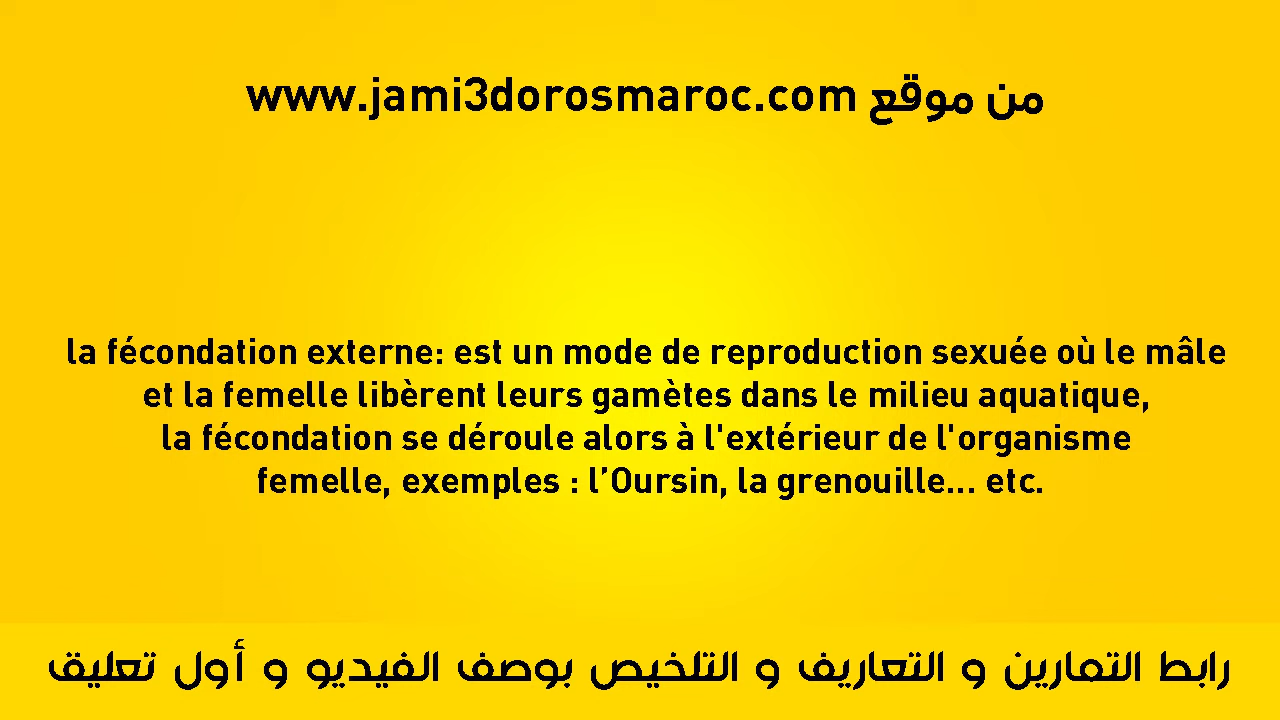 من موقع www.jami3dorosmaroc.com
la fécondation externe: est un mode de reproduction sexuée où le mâle
et la femelle libèrent leurs gamètes dans le milieu aquatique,
la fécondation se déroule alors à l'extérieur de l'organisme
femelle, exemples : l’Oursin, la grenouille... etc.
رابط التمارين و التعاريف و التلخيص بوصف الفيديو و أول تعليق